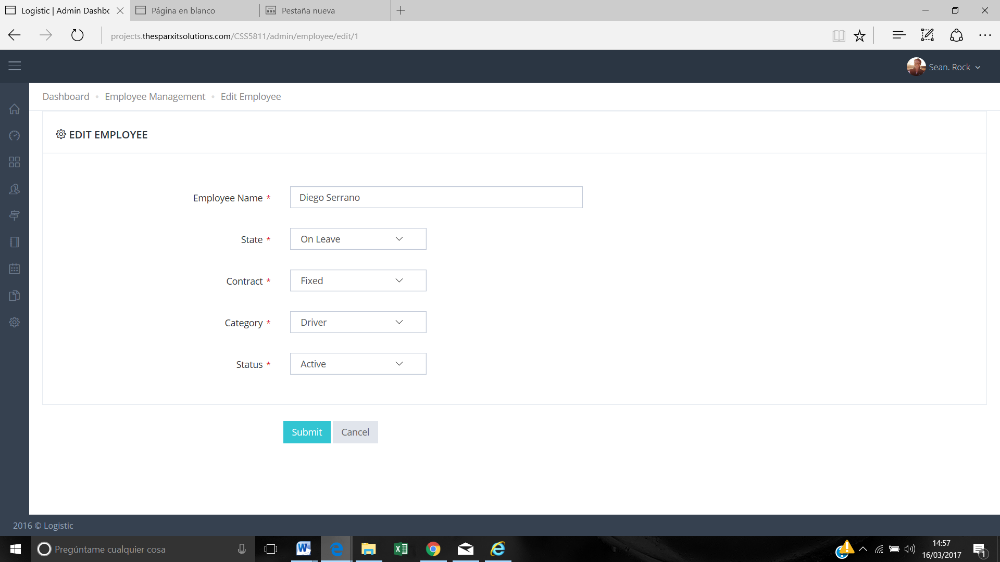 Logistic | Admin Dashbo
Página en blanco
Pestaña nueva
projects.thesparxitsolutions.com/CSS5811/admin/employee/edit/1
Sean. Rock
Dashboard • Employee Management • Edit Employee
EDIT EMPLOYEE
Employee Name * Diego Serrano
State * On Leave
Contract * Fixed
Category * Driver
Status * Active
Submit Cancel
2016 © Logistic
Pregúntame cualquier cosa
14:57
16/03/2017
1